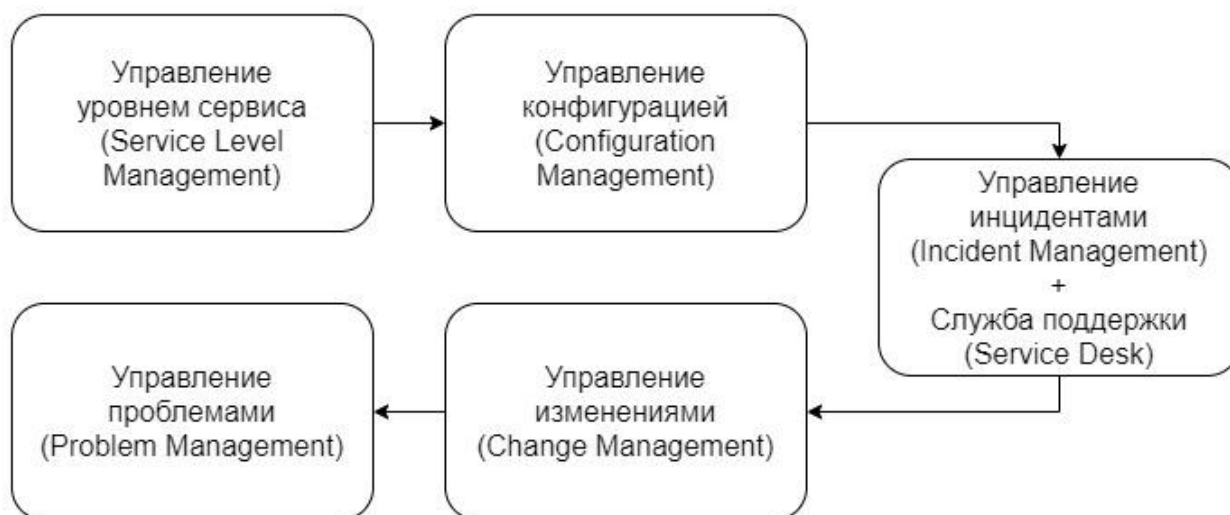 Управление
уровнем сервиса
(Service Level
Management)
Управление
конфигурацией
(Configuration
Management)
Управление
инцидентами
(Incident Management)
+
Служба поддержки
(Service Desk)
Управление
изменениями
(Change Management)
Управление
проблемами
(Problem Management)